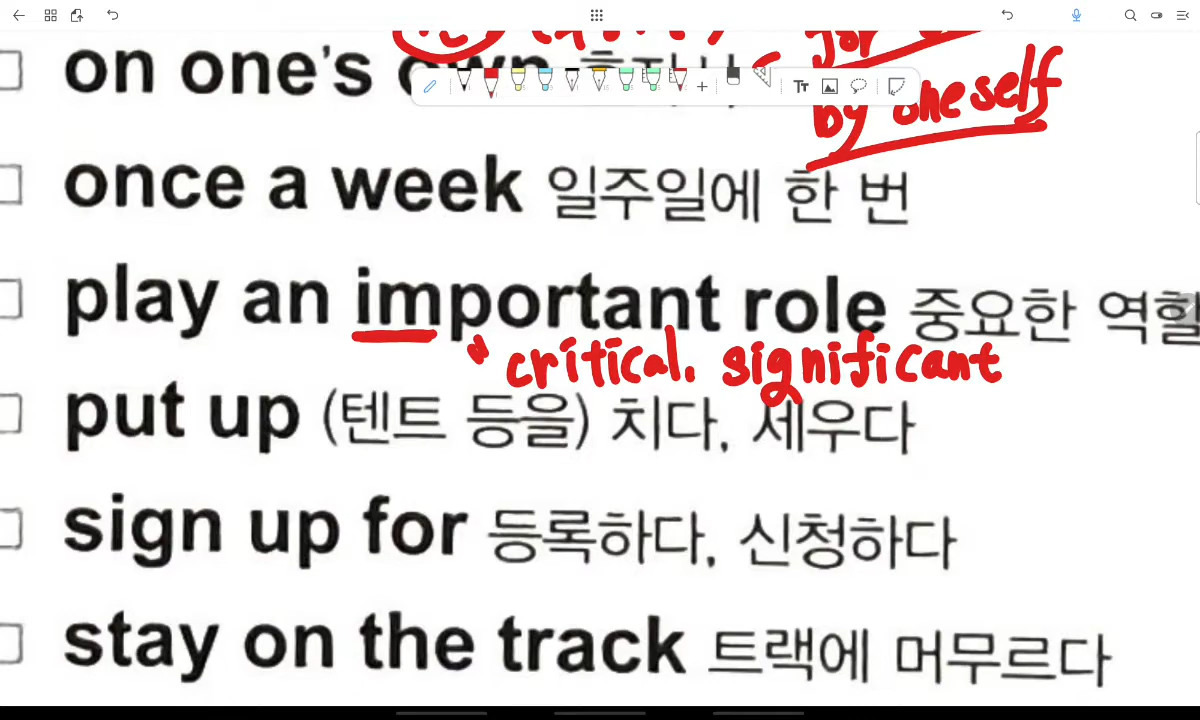 on one's own
by oneself
once a week 일주일에 한 번
play an important role 중요한 역할
critical. significant
put up (텐트 등을) 치다, 세우다
sign up for 등록하다, 신청하다
stay on the track 트랙에 머무르다